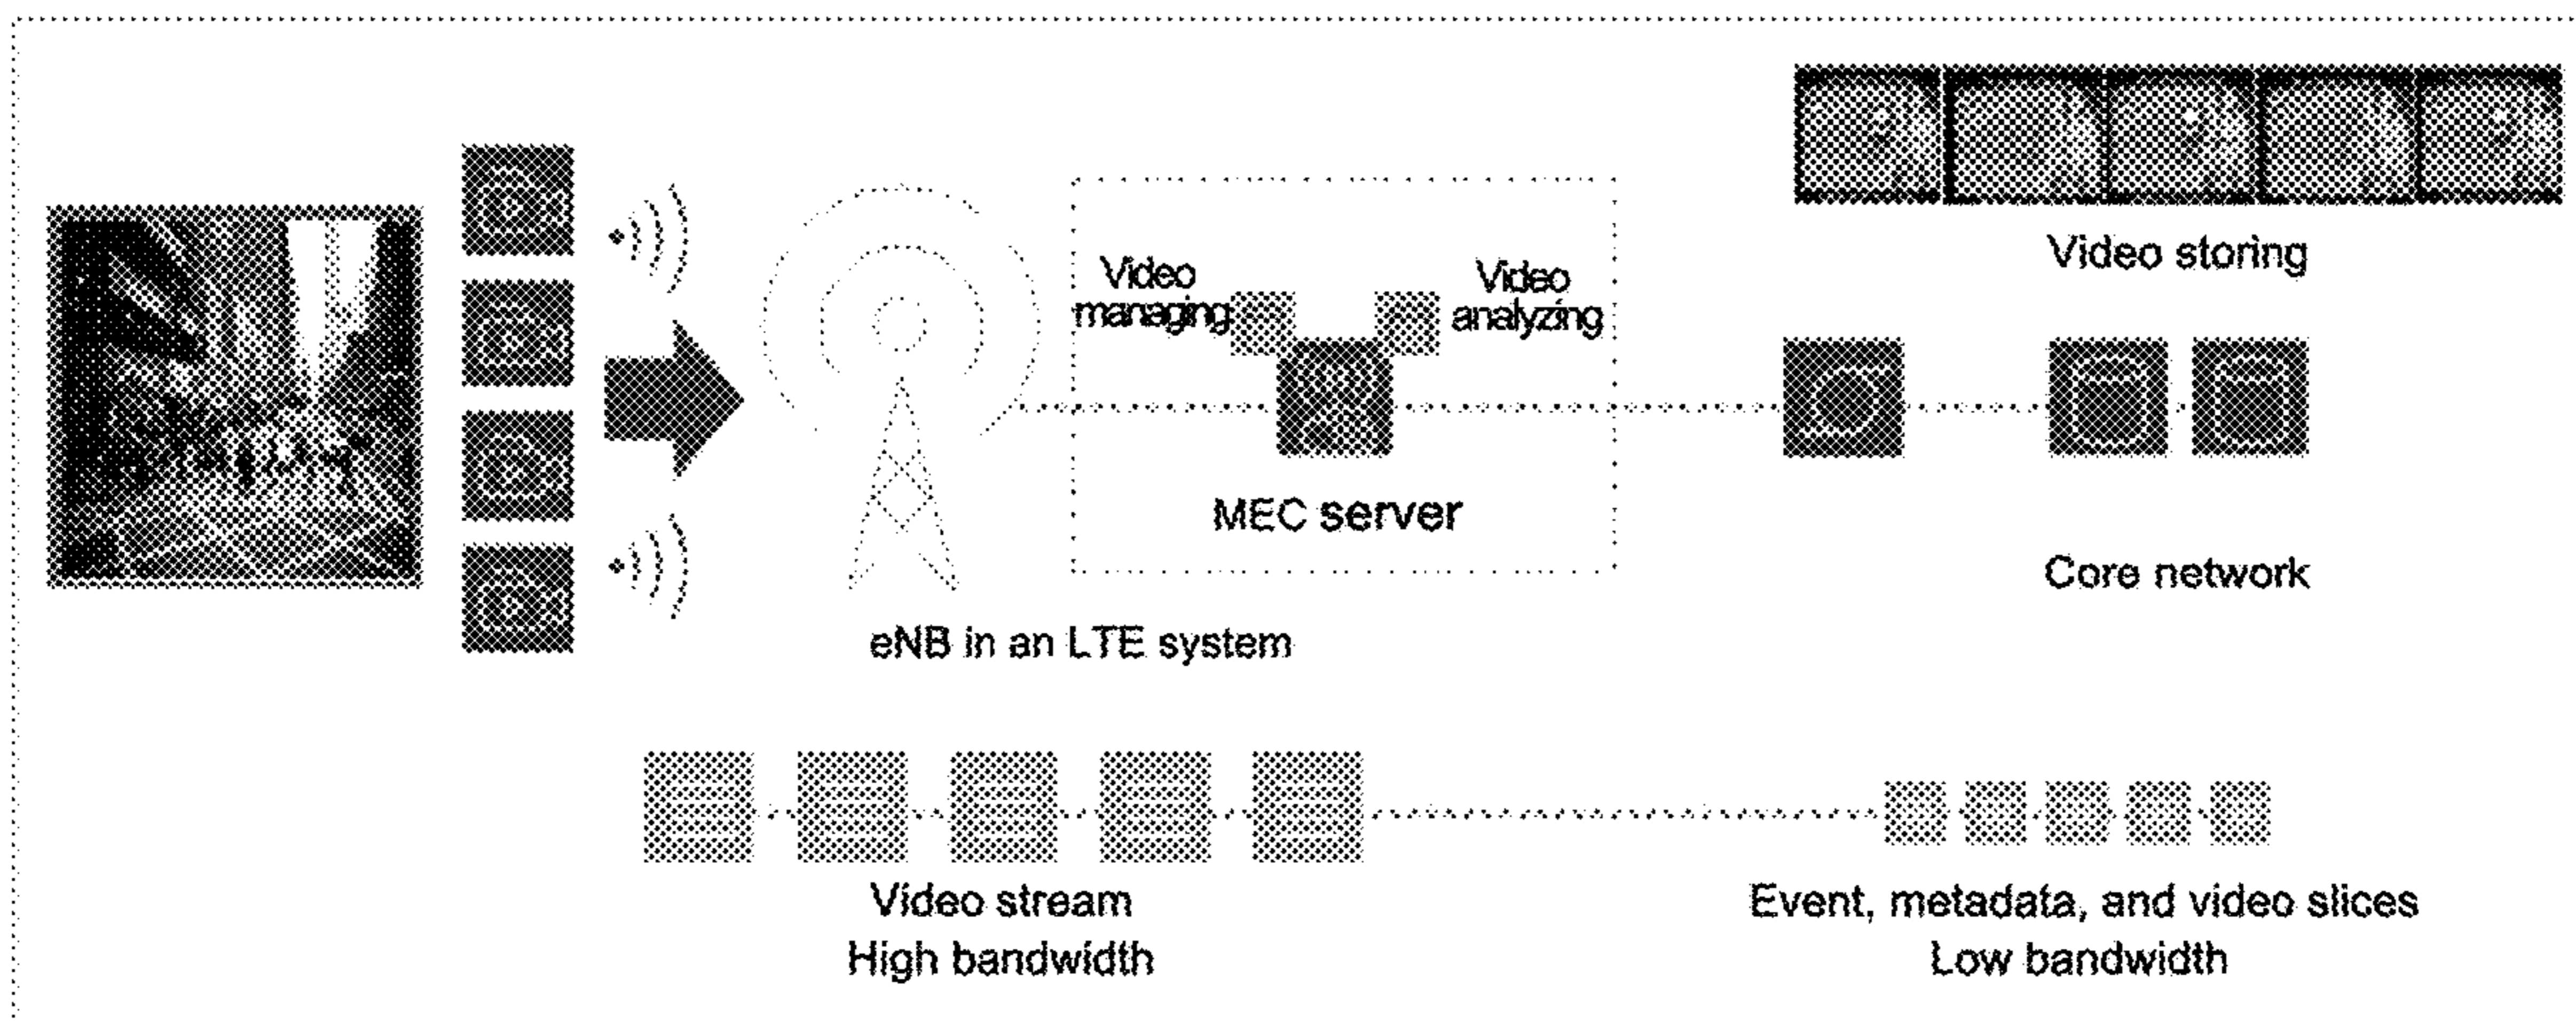 Video storing
Video
managing
Video
analyzing
MEC server
Core network
eNB in an LTE system
Video stream
High bandwidth
Event, metadata, and video slices
Low bandwidth